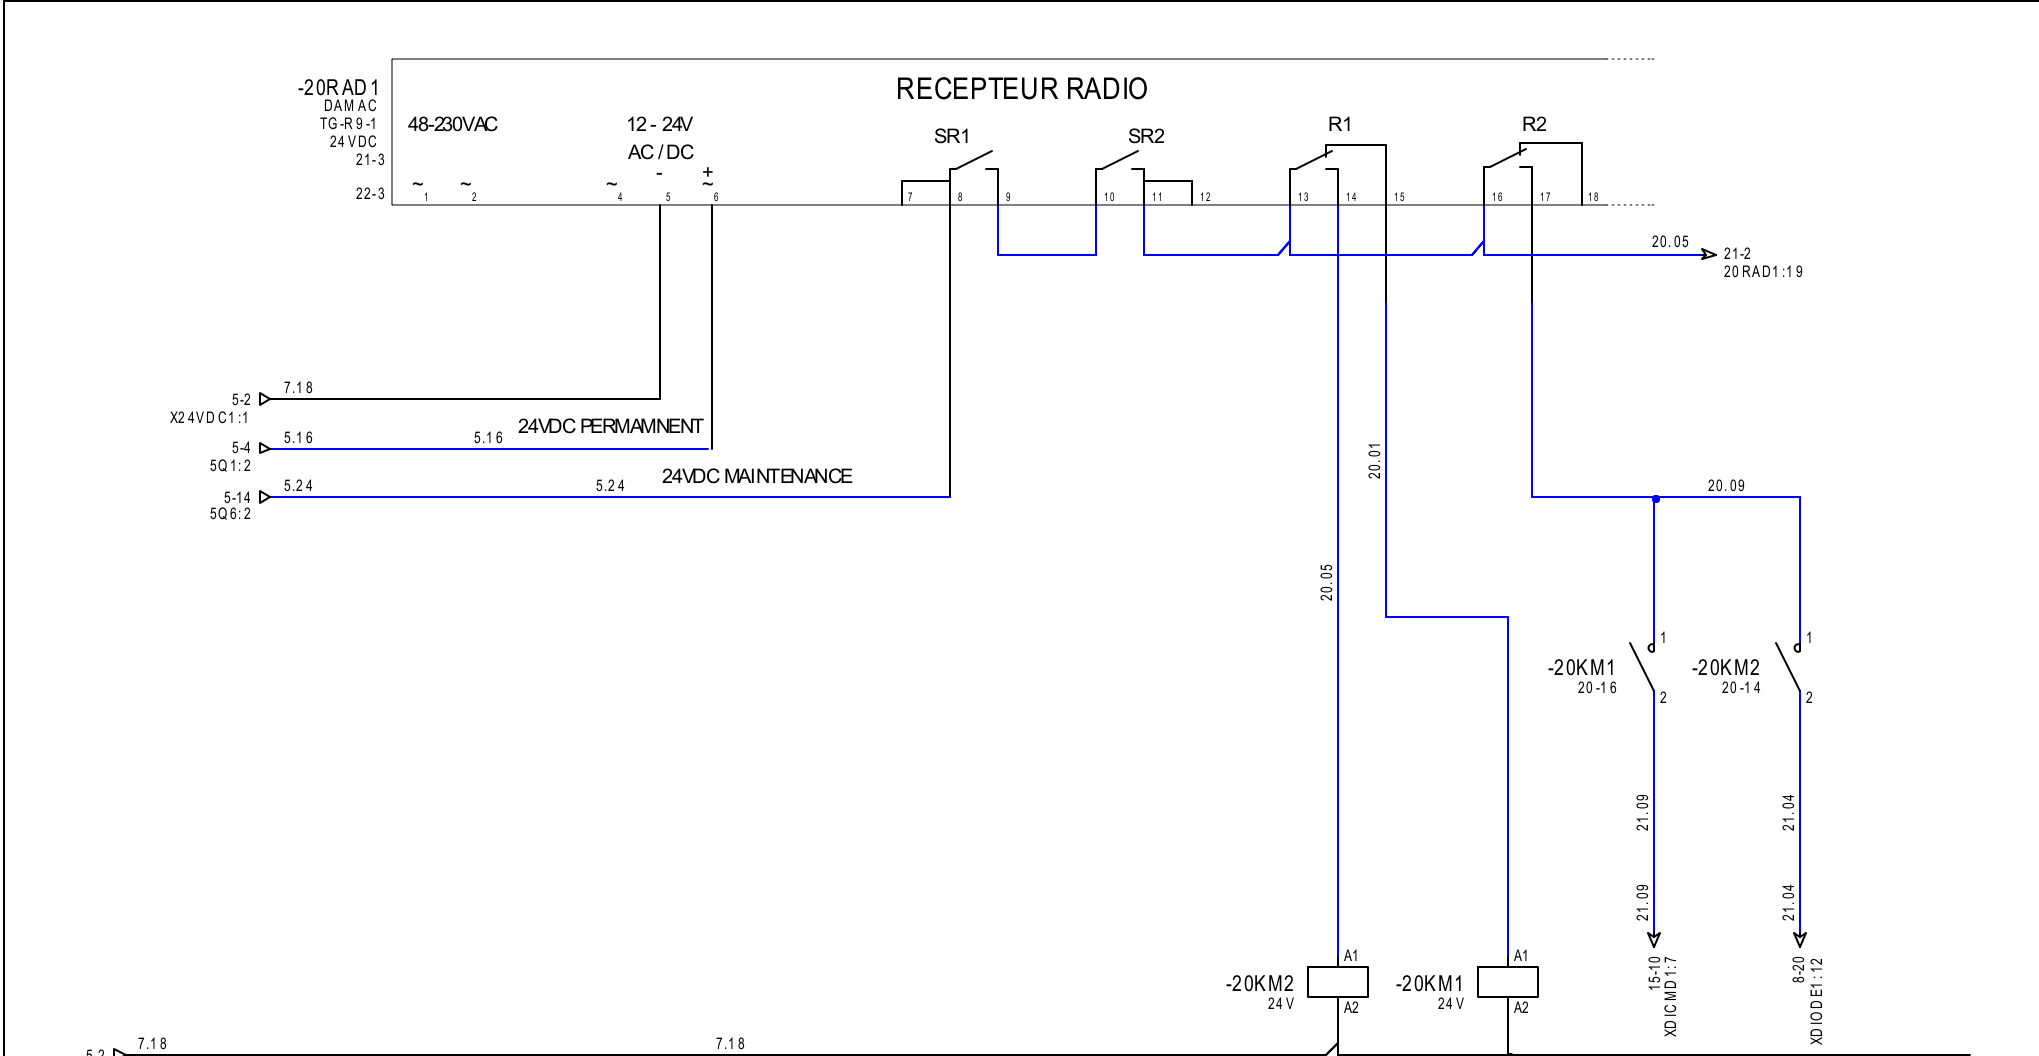 RECEPTEUR RADIO
-20RAD1
DAMAC
TG-R9-1
24VDC
21-3
22-3
48-230VAC
12 - 24V
AC / DC
- +
~ ~ ~ ~
1 2 4 5 6 7 8 9 10 11 12 13 14 15 16 17 18
SR1 SR2 R1 R2
20.05
21-2
20RAD1:19
7.18
5-2
X24VDC1:1
24VDC PERMAMNENT
5.16 5.16
5-4
5Q1:2
24VDC MAINTENANCE
5.24 5.24
5-14
5Q6:2
20.01
20.09
20.05
1 1
-20KM1 -20KM2
20-16 20-14
2 2
21.09 21.04
21.09 21.04
15-10
XDICMD1:7
8-20
XDIODE1:12
A1 A1
-20KM2 -20KM1
24V 24V
A2 A2
7.18 7.18
5-2